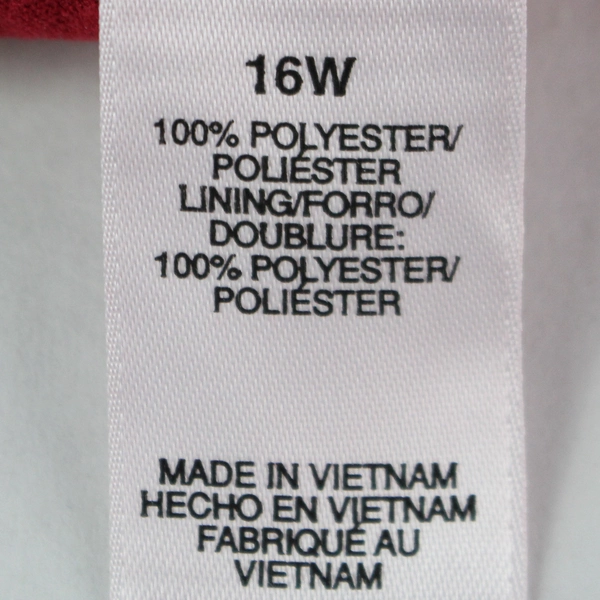 16W
100% POLYESTER/
POLIÉSTER
LINING/FORRO/
DOUBLURE:
100% POLYESTER/
POLIÉSTER
MADE IN VIETNAM
HECHO EN VIETNAM
FABRIQUÉ AU
VIETNAM